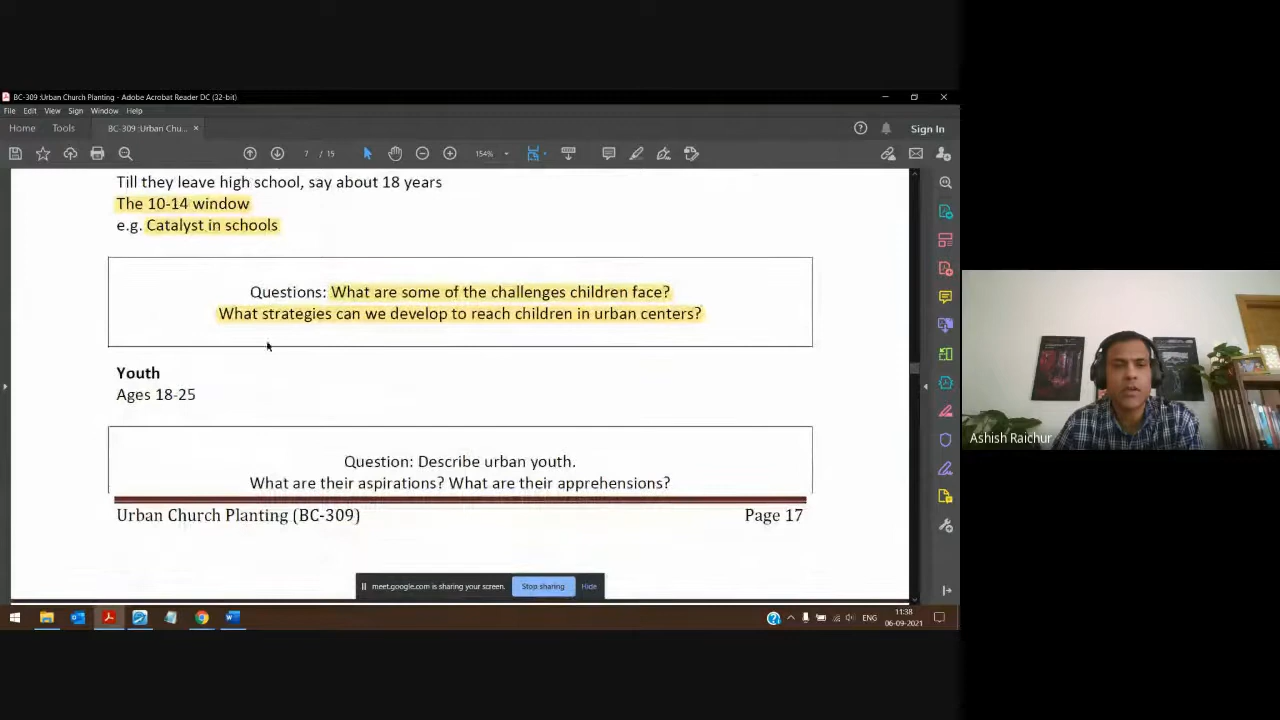 BC-309 :Urban Church Planting - Adobe Acrobat Reader DC (32-bit)
File Edit View Sign Window Help
Home Tools BC-309 :Urban Chu... × Sign In
7 / 15 154%
Till they leave high school, say about 18 years
The 10-14 window
e.g. Catalyst in schools
Questions: What are some of the challenges children face?
What strategies can we develop to reach children in urban centers?
Youth
Ages 18-25
Question: Describe urban youth.
What are their aspirations? What are their apprehensions?
Urban Church Planting (BC-309) Page 17
meet.google.com is sharing your screen. Stop sharing Hide
ENG 11:38
06-09-2021
Ashish Raichur